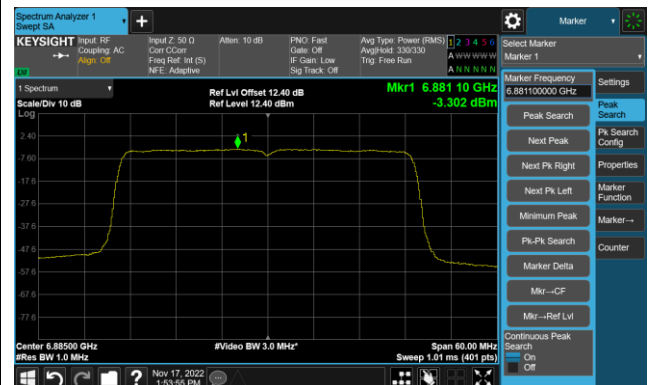 Spectrum Analyzer 1
Swept SA
+
Marker
KEYSIGHT
Input: RF
Coupling: AC
Align: Off
Input Z: 50 Ω
Corr CCorr
Freq Ref: Int (S)
NFE: Adaptive
Atten: 10 dB
PNO: Fast
Gate: Off
IF Gain: Low
Sig Track: Off
Avg Type: Power (RMS)
Avg|Hold: 330/330
Trig: Free Run
1 2 3 4 5 6
A W W W W W
A N N N N N
Select Marker
Marker 1
LXI
1 Spectrum
Scale/Div 10 dB
Log
Ref Lvl Offset 12.40 dB
Ref Level 12.40 dBm
Mkr1 6.881 10 GHz
-3.302 dBm
2.40
-7.60
-17.6
-27.6
-37.6
-47.6
-57.6
-67.6
-77.6
1
Center 6.88500 GHz
#Res BW 1.0 MHz
#Video BW 3.0 MHz*
Span 60.00 MHz
Sweep 1.01 ms (401 pts)
Marker Frequency
6.881100000 GHz
Peak Search
Next Peak
Next Pk Right
Next Pk Left
Minimum Peak
Pk-Pk Search
Marker Delta
Mkr→CF
Mkr→Ref Lvl
Continuous Peak
Search
On
Off
Settings
Peak
Search
Pk Search
Config
Properties
Marker
Function
Marker→
Counter
?
Nov 17, 2022
1:53:55 PM